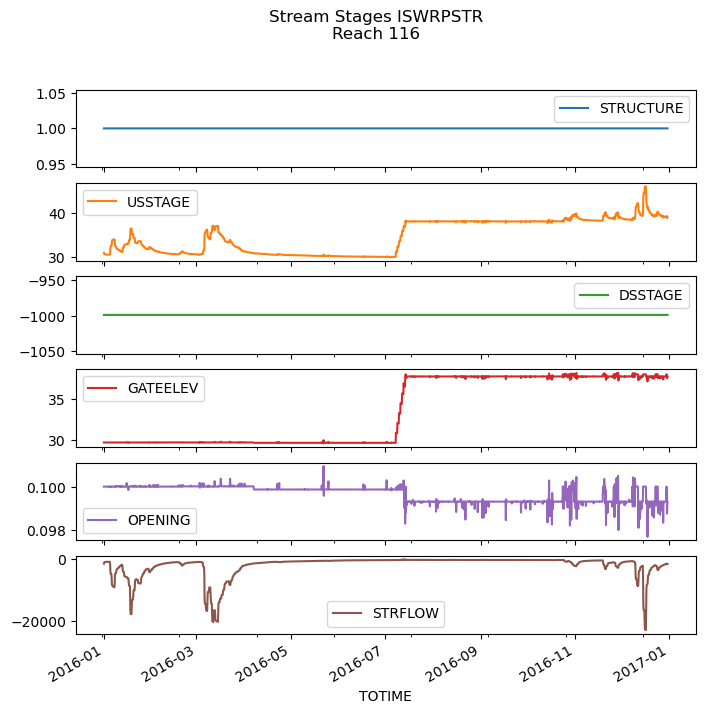 Stream Stages ISWRPSTR
Reach 116
1.05
1.00
0.95
STRUCTURE
40
30
USSTAGE
−950
−1000
−1050
DSSTAGE
35
30
GATEELEV
0.100
0.098
OPENING
0
−20000
STRFLOW
2016-01
2016-03
2016-05
2016-07
2016-09
2016-11
2017-01
TOTIME